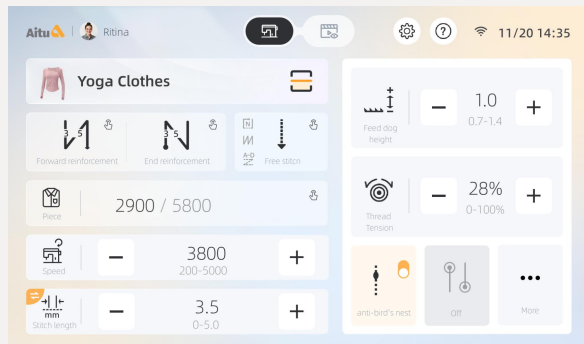 Aitu
Ritina
11/20 14:35
Yoga Clothes
3 5
3 5
Forward reinforcement
End reinforcement
N
W
A-D
Free stitcn
Piece
2900 / 5800
Speed
3800
200-5000
mm
Stitch length
3.5
0-5.0
Feed dog
height
1.0
0.7-1.4
Thread
Tension
28%
0-100%
anti-bird's nest
Off
More